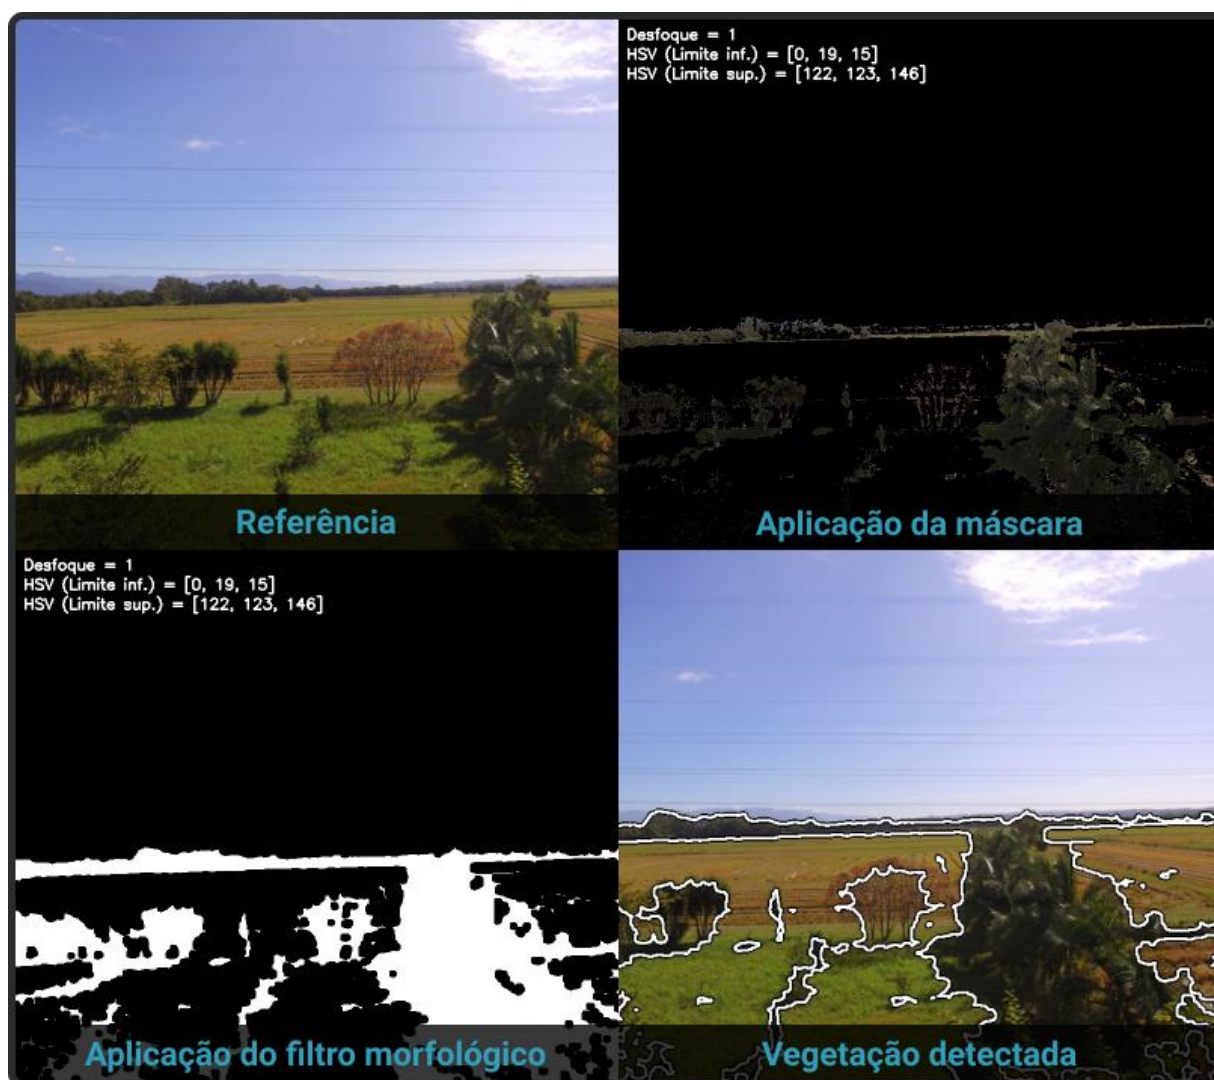 Desfoque = 1
HSV (Limite inf.) = [0, 19, 15]
HSV (Limite sup.) = [122, 123, 146]
Referência
Aplicação da máscara
Desfoque = 1
HSV (Limite inf.) = [0, 19, 15]
HSV (Limite sup.) = [122, 123, 146]
Aplicação do filtro morfológico
Vegetação detectada